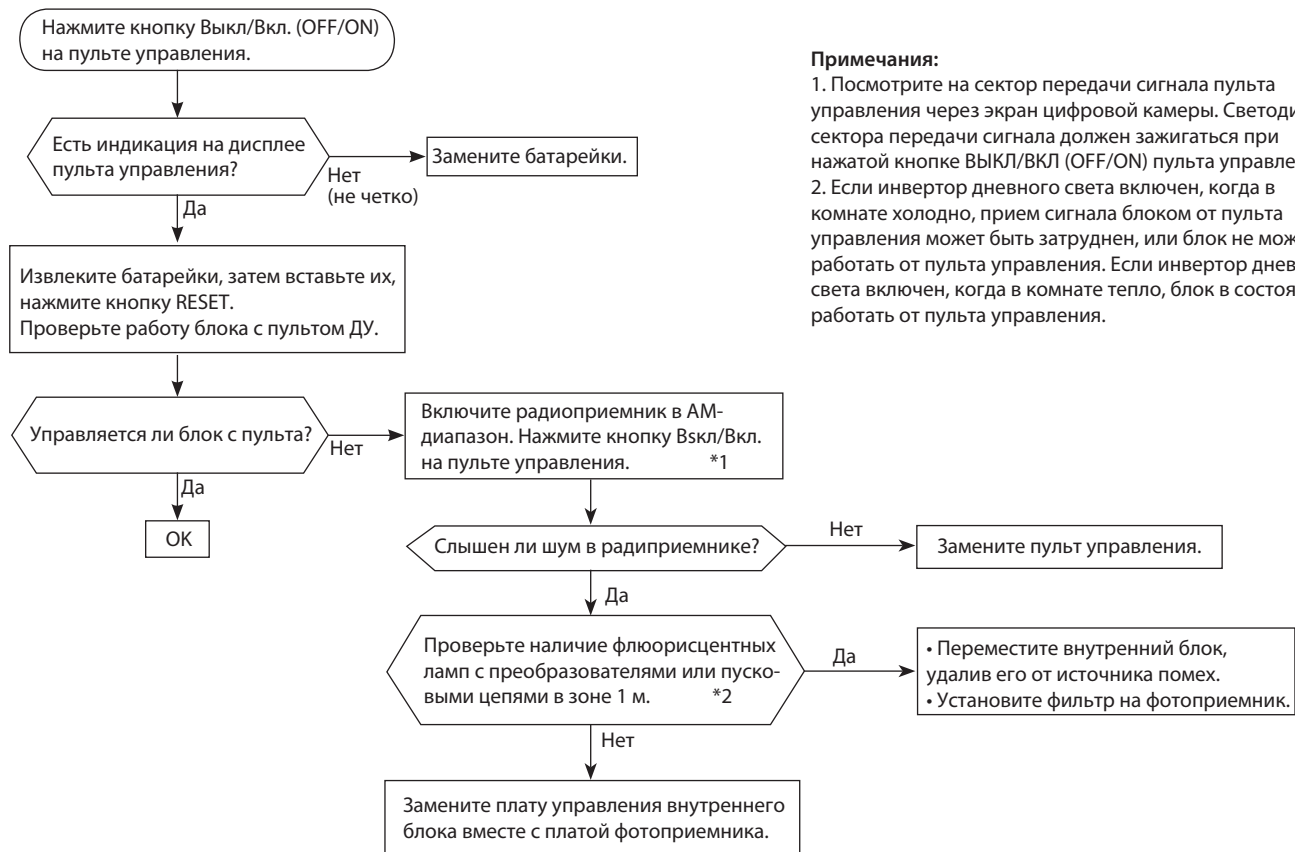 Нажмите кнопку Выкл/Вкл. (OFF/ON)
на пульте управления.
Есть индикация на дисплее
пульта управления?
Нет
(не четко)
Замените батарейки.
Да
Извлеките батарейки, затем вставьте их,
нажмите кнопку RESET.
Проверьте работу блока с пультом ДУ.
Управляется ли блок с пульта?
Нет
Да
OK
Включите радиоприемник в АМ-
диапазон. Нажмите кнопку Вsкл/Вкл.
на пульте управления. *1
Слышен ли шум в радиприемнике?
Нет
Замените пульт управления.
Да
Проверьте наличие флюорисцентных
ламп с преобразователями или пуско-
выми цепями в зоне 1 м. *2
Да
• Переместите внутренний блок,
удалив его от источника помех.
• Установите фильтр на фотоприемник.
Нет
Замените плату управления внутреннего
блока вместе с платой фотоприемника.
Примечания:
1. Посмотрите на сектор передачи сигнала пульта
управления через экран цифровой камеры. Светоди
сектора передачи сигнала должен зажигаться при
нажатой кнопке ВЫКЛ/ВКЛ (OFF/ON) пульта управле
2. Если инвертор дневного света включен, когда в
комнате холодно, прием сигнала блоком от пульта
управления может быть затруднен, или блок не мож
работать от пульта управления. Если инвертор днев
света включен, когда в комнате тепло, блок в состоя
работать от пульта управления.